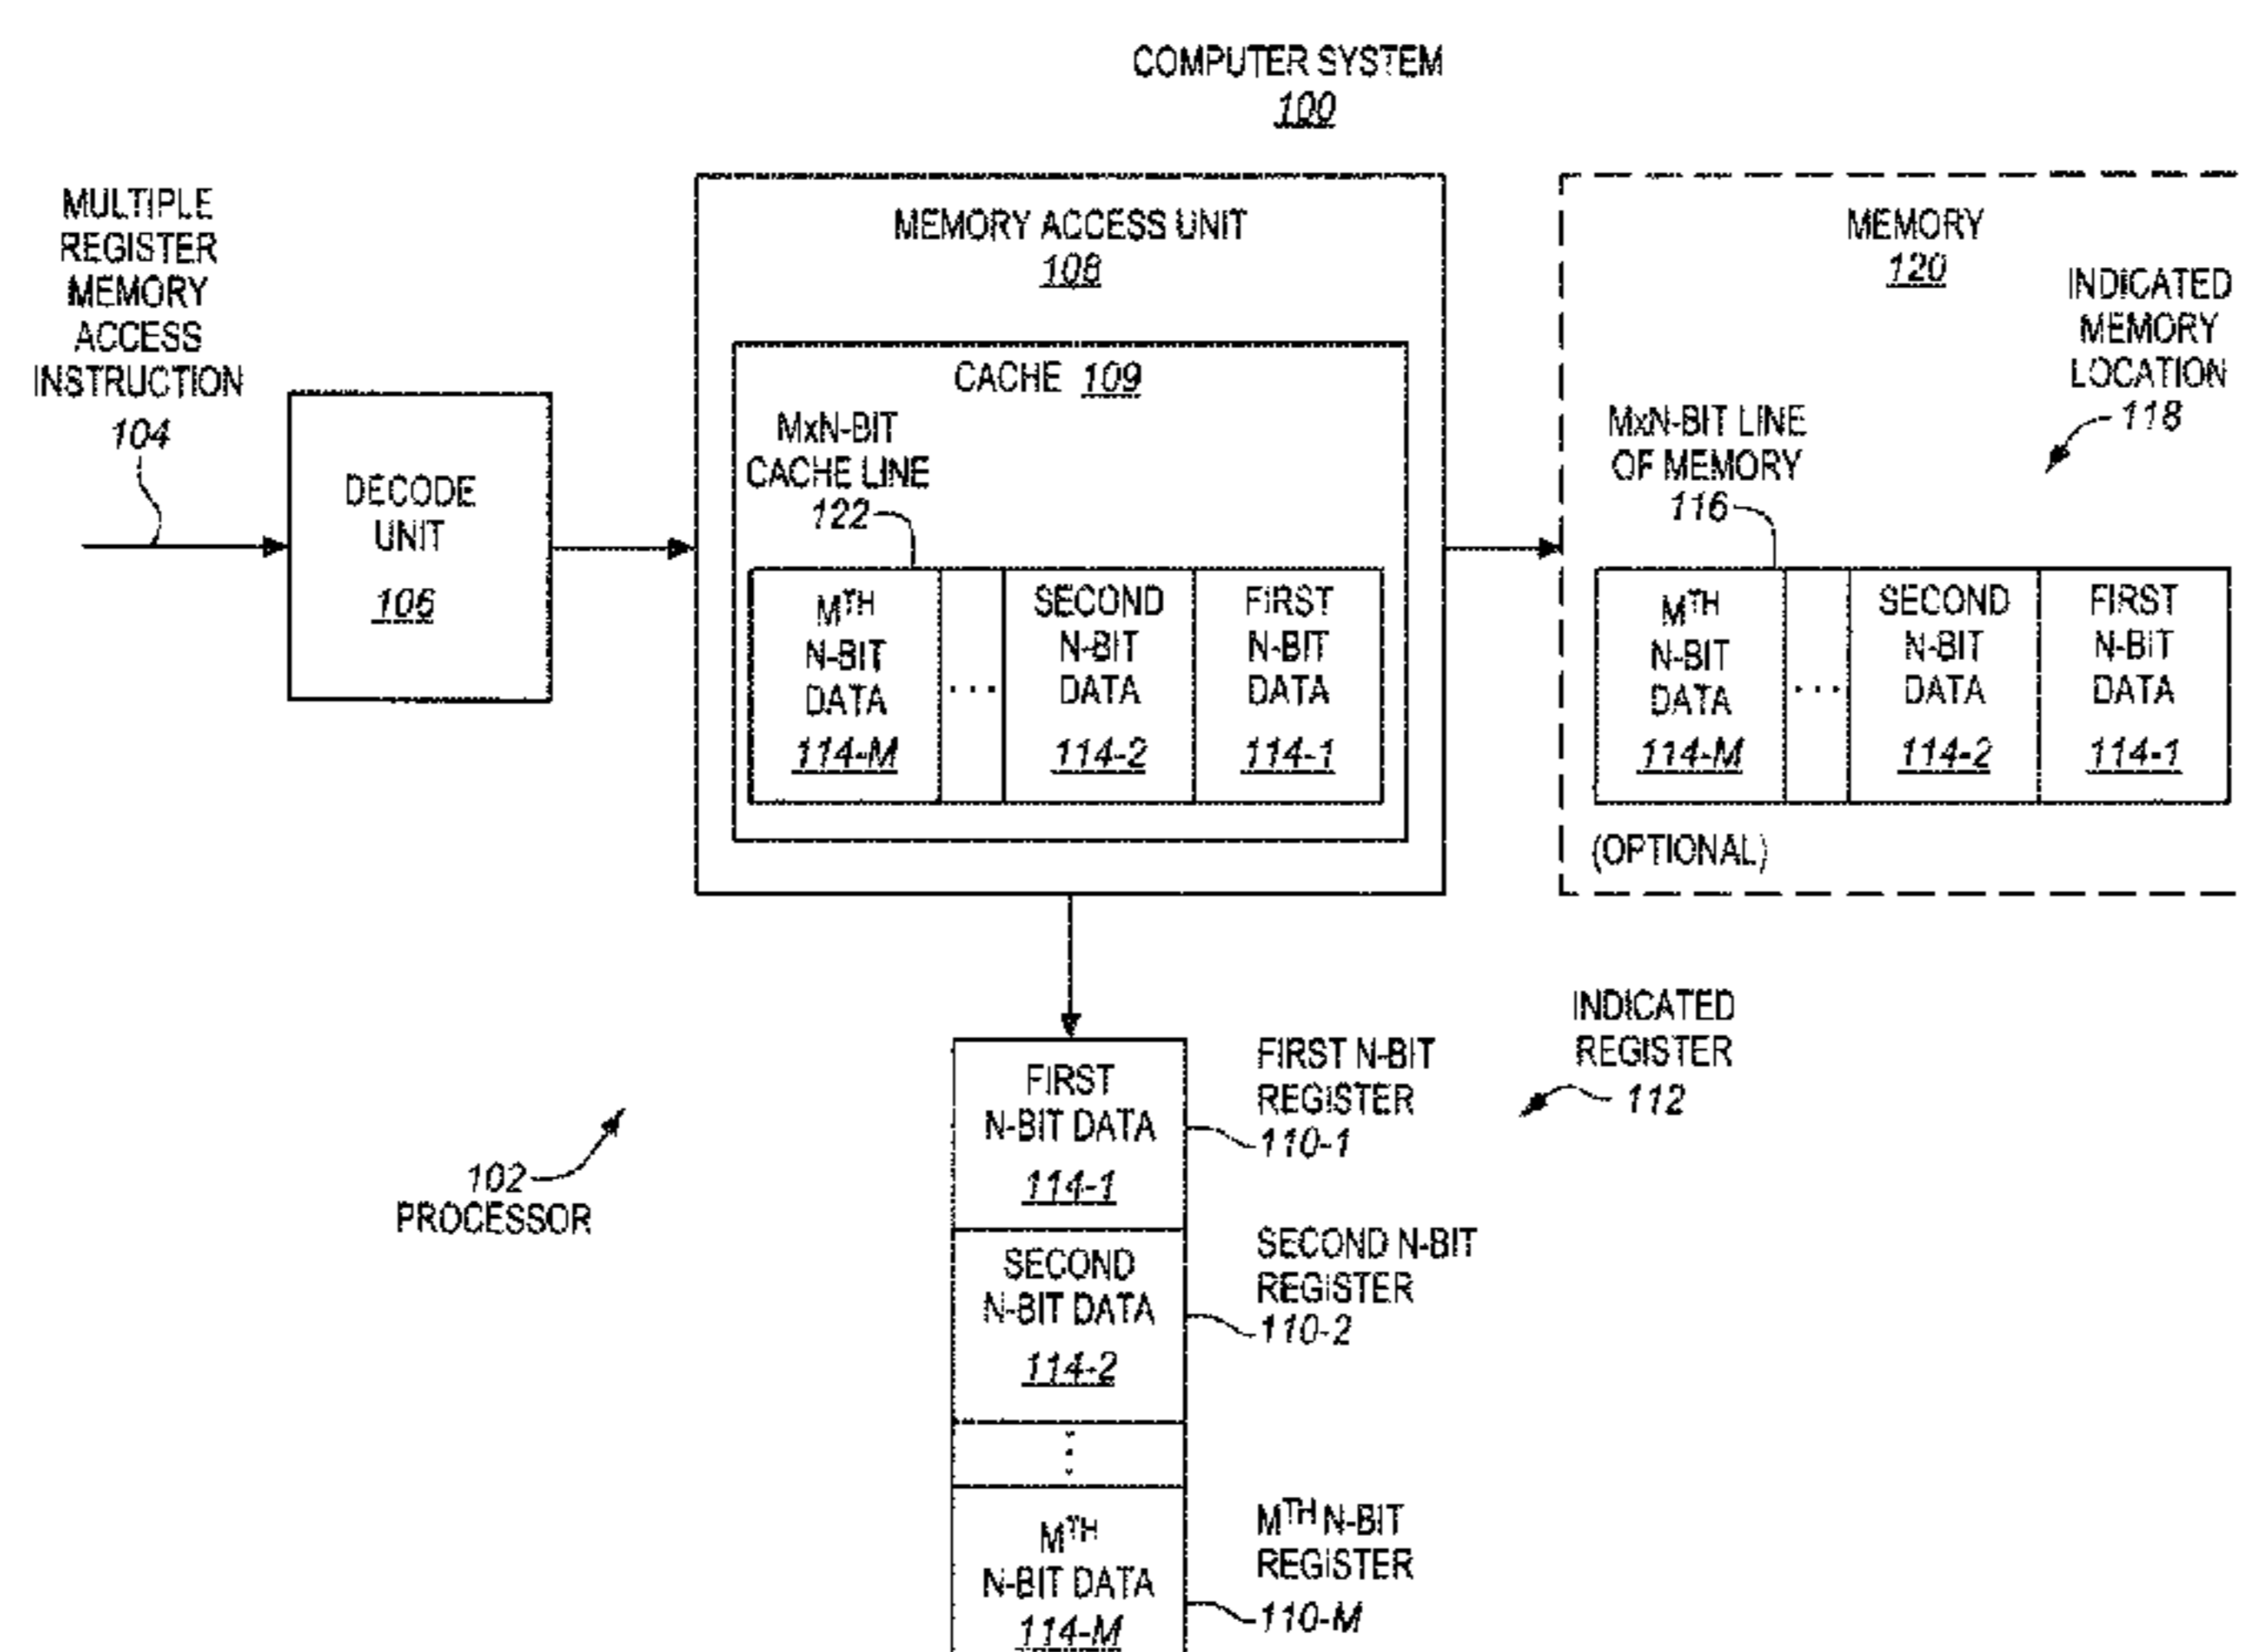 COMPUTER SYSTEM
100
MULTIPLE
REGISTER
MEMORY
ACCESS
INSTRUCTION
104
DECODE
UNIT
106
MEMORY ACCESS UNIT
108
CACHE 109
MxN-BIT
CACHE LINE
122
MTH
N-BIT
DATA
114-M
...
SECOND
N-BIT
DATA
114-2
FIRST
N-BIT
DATA
114-1
MEMORY
120
INDICATED
MEMORY
LOCATION
118
MxN-BIT LINE
OF MEMORY
116
MTH
N-BIT
DATA
114-M
...
SECOND
N-BIT
DATA
114-2
FIRST
N-BIT
DATA
114-1
(OPTIONAL)
INDICATED
REGISTER
112
102
PROCESSOR
FIRST
N-BIT DATA
114-1
FIRST N-BIT
REGISTER
110-1
SECOND
N-BIT DATA
114-2
SECOND N-BIT
REGISTER
110-2
...
MTH
N-BIT DATA
114-M
MTH N-BIT
REGISTER
110-M